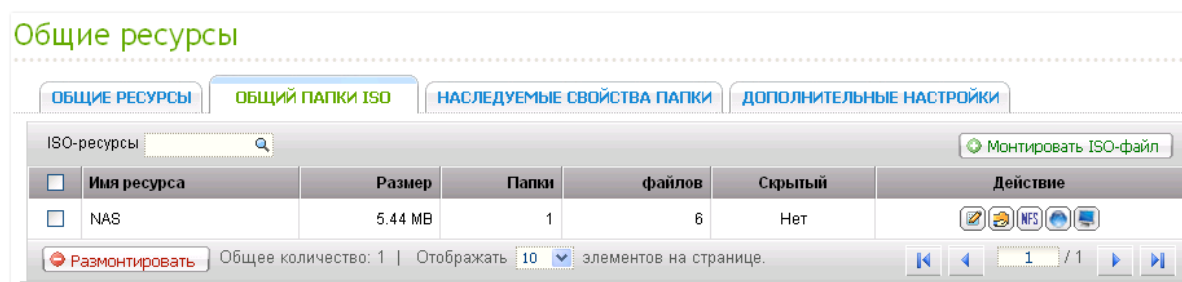 Общие ресурсы
ОБЩИЕ РЕСУРСЫ ОБЩИЙ ПАПКИ ISO НАСЛЕДУЕМЫЕ СВОЙСТВА ПАПКИ ДОПОЛНИТЕЛЬНЫЕ НАСТРОЙКИ
ISO-ресурсы Монтировать ISO-файл
Имя ресурса Размер Папки файлов Скрытый Действие
NAS 5.44 MB 1 6 Нет NFS
Размонтировать Общее количество: 1 | Отображать 10 элементов на странице. 1 / 1